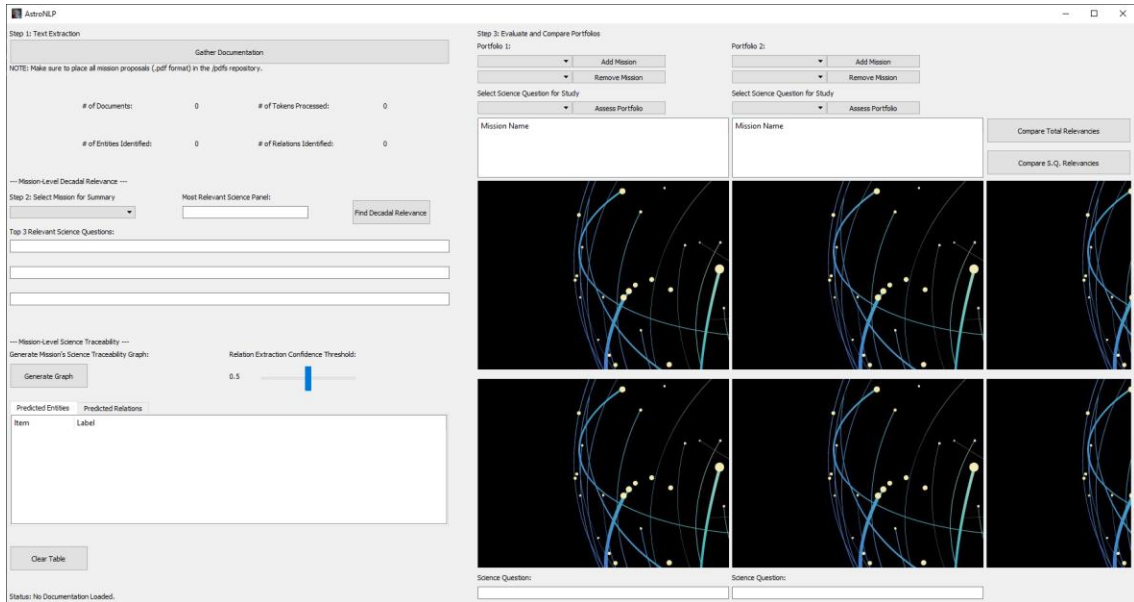 AstroNLP
Step 1: Text Extraction
Gather Documentation
NOTE: Make sure to place all mission proposals (.pdf format) in the /pdfs repository.
# of Documents: 0 # of Tokens Processed: 0
# of Entities Identified: 0 # of Relations Identified: 0
--- Mission-Level Decadal Relevance ---
Step 2: Select Mission for Summary Most Relevant Science Panel:
Find Decadal Relevance
Top 3 Relevant Science Questions:
--- Mission-Level Science Traceability ---
Generate Mission's Science Traceability Graph: Relation Extraction Confidence Threshold:
Generate Graph 0.5
Predicted Entities Predicted Relations
Item Label
Clear Table
Status: No Documentation Loaded.
Step 3: Evaluate and Compare Portfolios
Portfolio 1: Portfolio 2:
Add Mission Add Mission
Remove Mission Remove Mission
Select Science Question for Study Select Science Question for Study
Assess Portfolio Assess Portfolio
Mission Name Mission Name
Compare Total Relevancies
Compare S.Q. Relevancies
Science Question: Science Question: